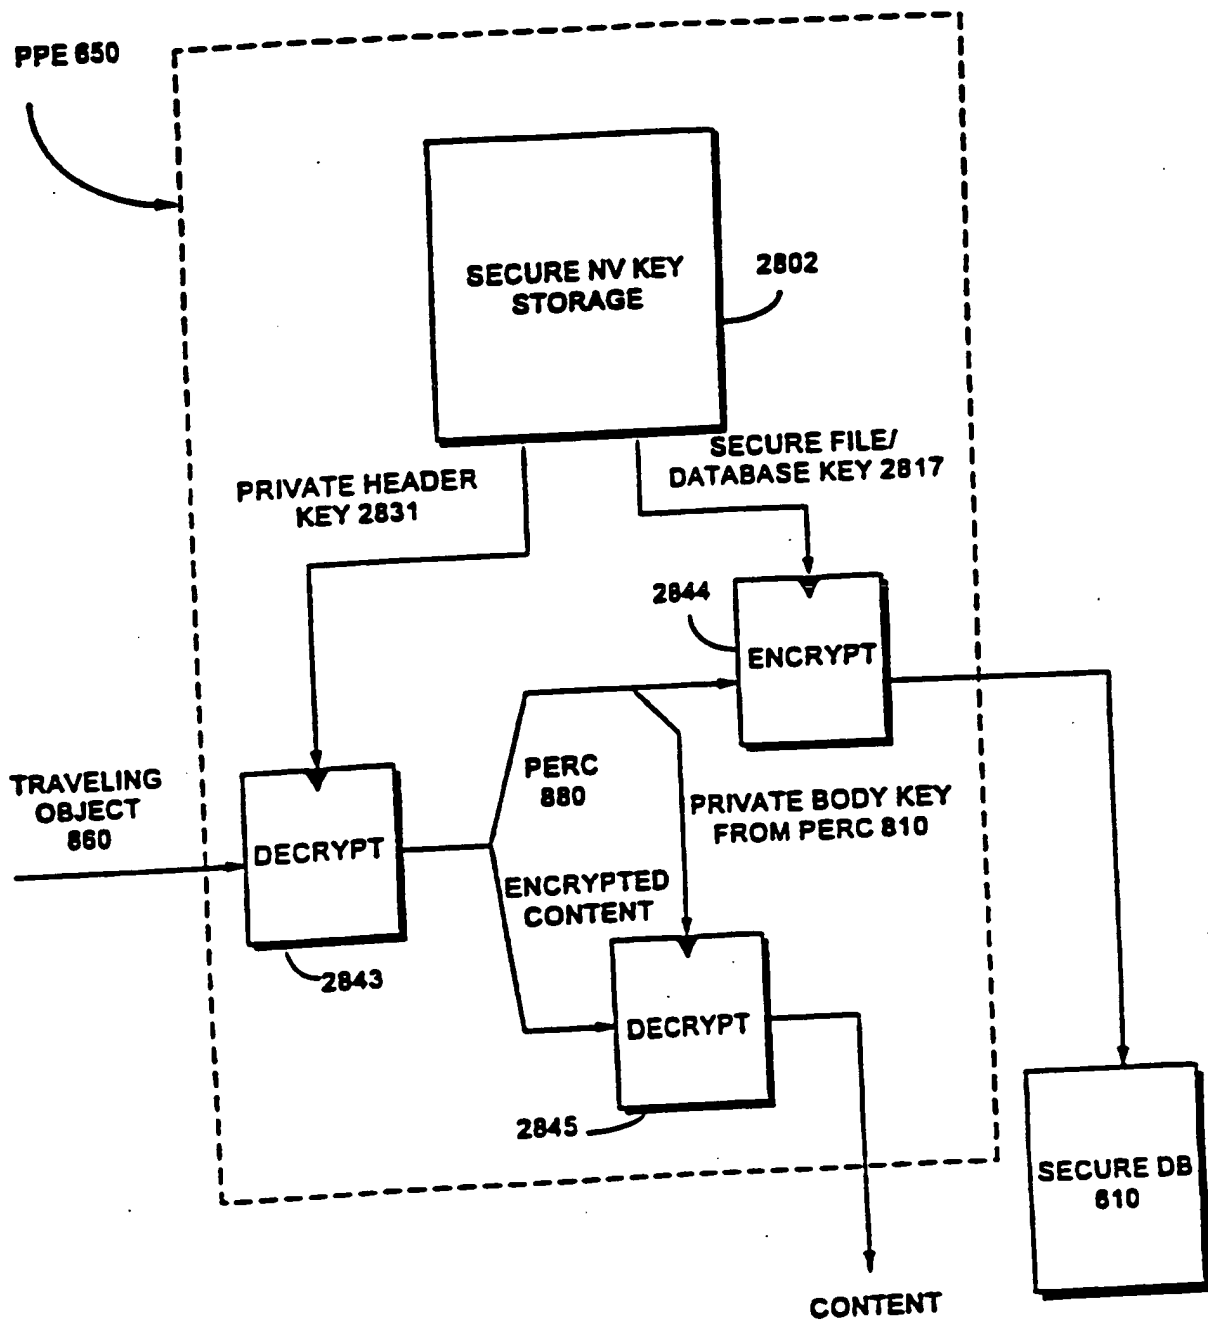 PPE 650
SECURE NV KEY
STORAGE
2802
SECURE FILE/
DATABASE KEY 2817
PRIVATE HEADER
KEY 2831
2844
ENCRYPT
TRAVELING
OBJECT
860
DECRYPT
2843
PERC
880
PRIVATE BODY KEY
FROM PERC 810
ENCRYPTED
CONTENT
DECRYPT
2845
SECURE DB
610
CONTENT